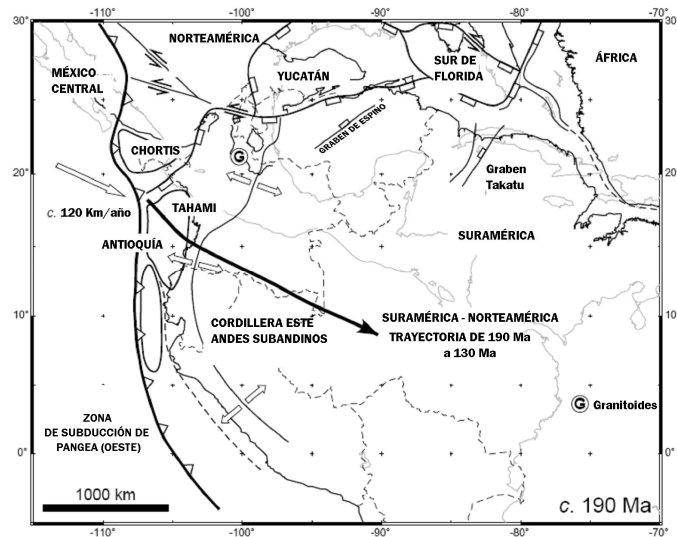 -110°
-100°
-90°
-80°
-70°
30°
30°
NORTEAMÉRICA
MÉXICO
CENTRAL
YUCATÁN
SUR DE
FLORIDA
ÁFRICA
GRABEN DE ESPINO
CHORTIS
G
20°
20
Graben
Takatu
c. 120 Km/año
TAHAMI
ANTIOQUÍA
SURAMÉRICA
10°
10°
CORDILLERA ESTE
ANDES SUBANDINOS
SURAMÉRICA - NORTEAMÉRICA
TRAYECTORIA DE 190 Ma
a 130 Ma
G Granitoides
ZONA
DE SUBDUCCIÓN DE
PANGEA (OESTE)
0°
0°
1000 km
c. 190 Ma
-110°
-100°
-90°
-80°
-70°